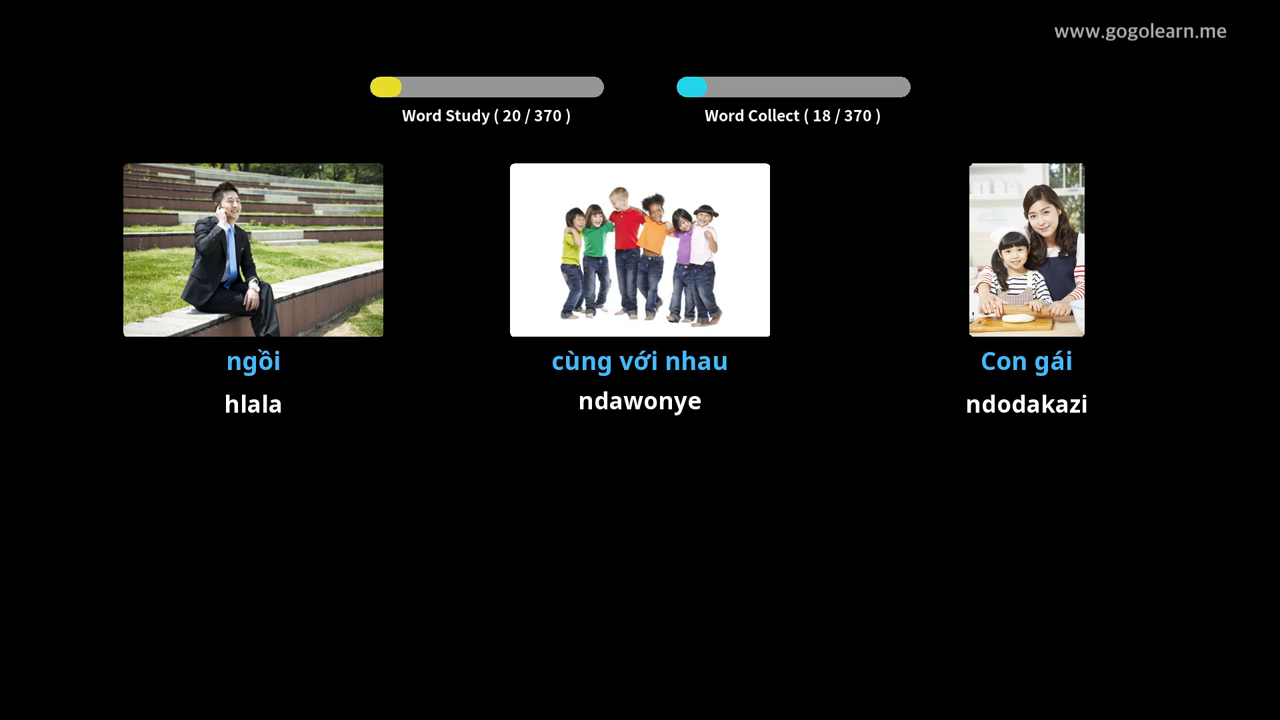 www.gogolearn.me
Word Study ( 20 / 370 )
Word Collect ( 18 / 370 )
ngồi
hlala
cùng với nhau
ndawonye
Con gái
ndodakazi